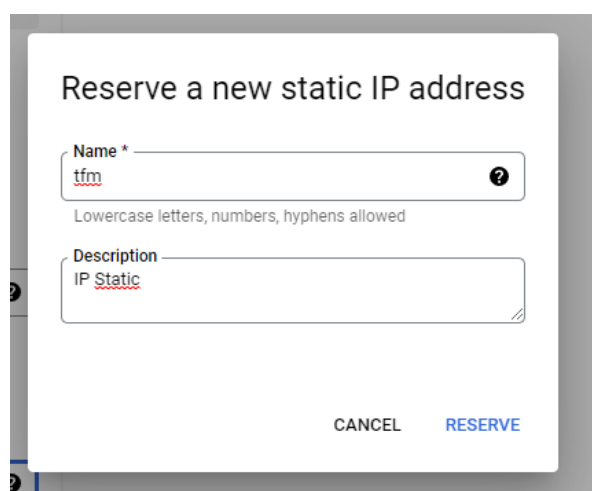 Reserve a new static IP address
Name *
tfm
Lowercase letters, numbers, hyphens allowed
Description
IP Static
CANCEL RESERVE